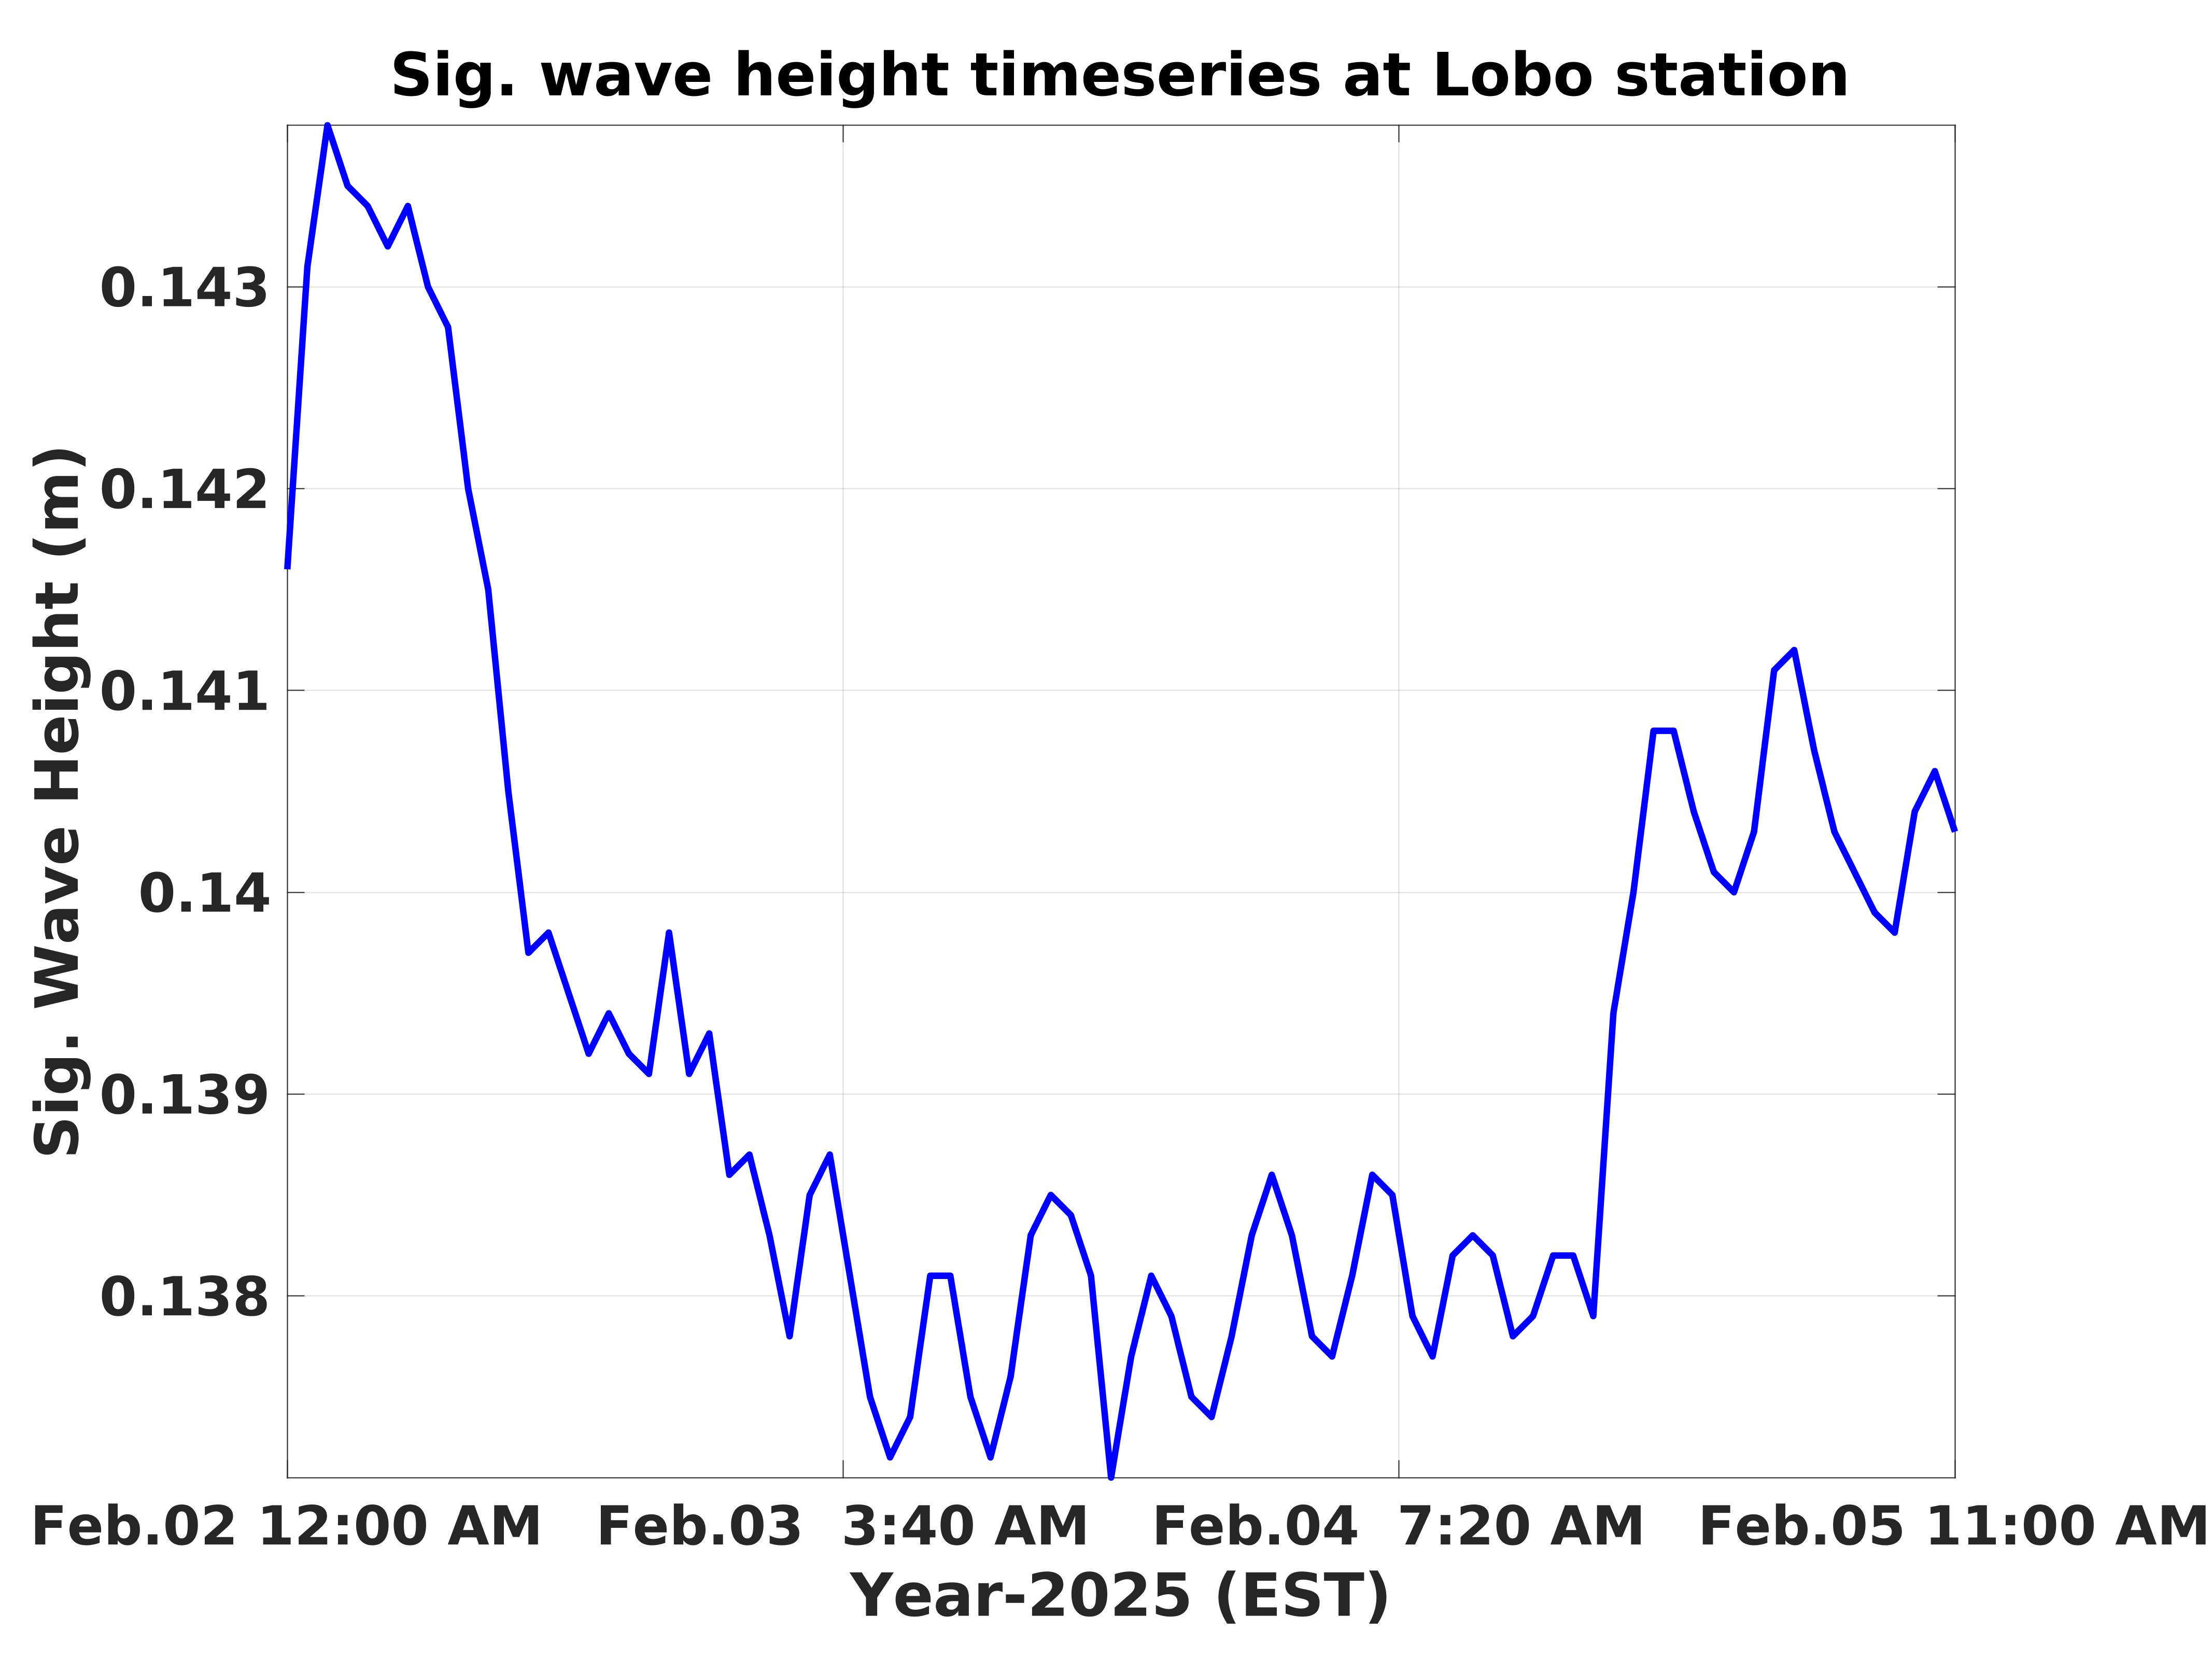 Sig. wave height timeseries at Lobo station
Sig. Wave Height (m)
0.143
0.142
0.141
0.14
0.139
0.138
Feb.02 12:00 AM Feb.03 3:40 AM Feb.04 7:20 AM Feb.05 11:00 AM
Year-2025 (EST)